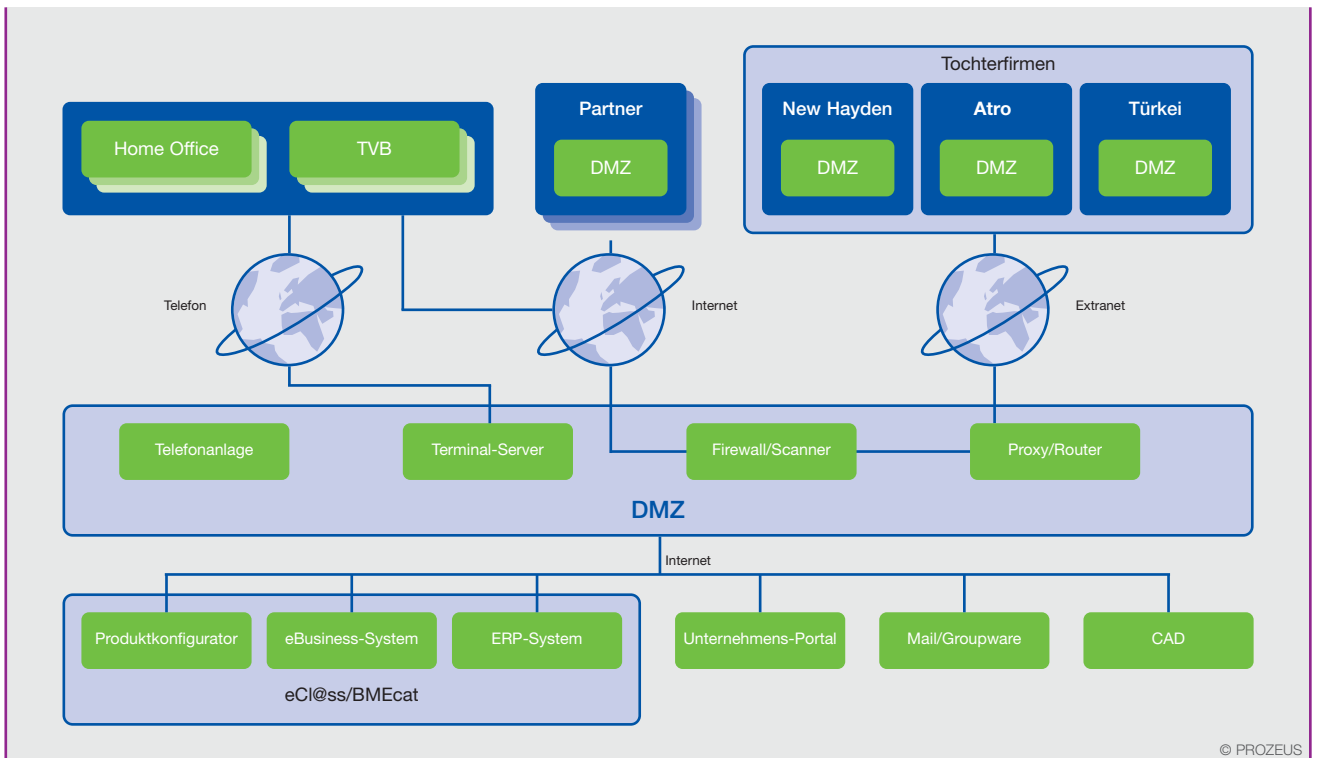 Tochterfirmen
Home Office
TVB
Partner
DMZ
New Hayden
DMZ
Atro
DMZ
Türkei
DMZ
Telefon
Internet
Extranet
Telefonanlage
Terminal-Server
Firewall/Scanner
Proxy/Router
DMZ
Internet
Produktkonfigurator
eBusiness-System
ERP-System
Unternehmens-Portal
Mail/Groupware
CAD
eCl@ss/BMEcat
© PROZEUS